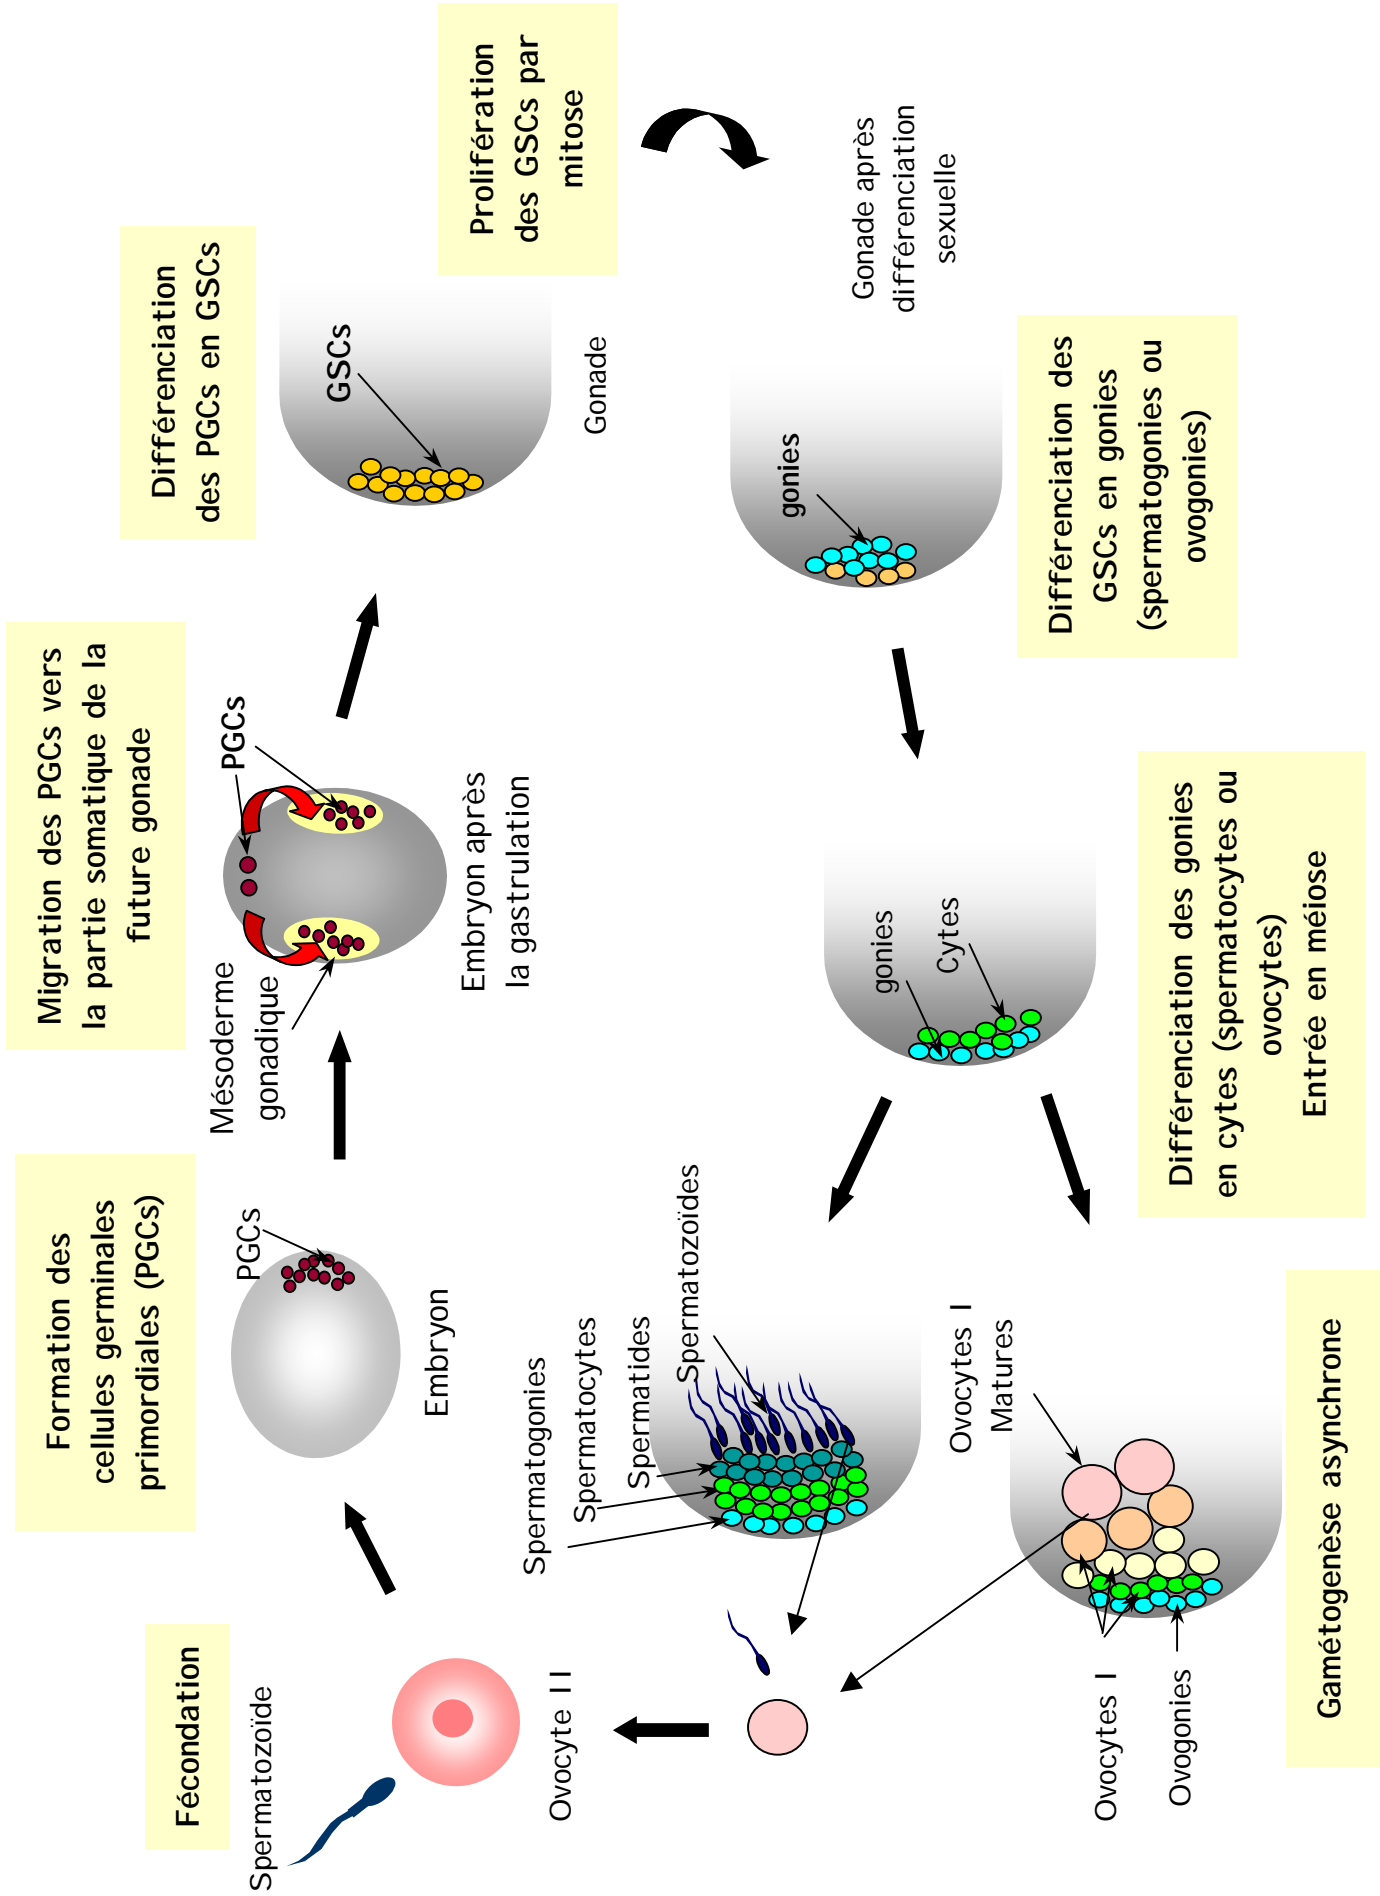 Fécondation
Spermatozoïde
Ovocyte II
Formation des
cellules germinales
primordiales (PGCs)
PGCs
Embryon
Migration des PGCs vers
la partie somatique de la
future gonade
Mésoderme
gonadique
PGCs
Embryon après
la gastrulation
Différenciation
des PGCs en GSCs
GSCs
Gonade
Prolifération
des GSCs par
mitose
Gonade après
différenciation
sexuelle
gonies
Différenciation des
GSCs en gonies
(spermatogonies ou
ovogonies)
gonies
Cytes
Différenciation des gonies
en cytes (spermatocytes ou
ovocytes)
Entrée en méiose
Spermatogonies
Spermatocytes
Spermatides
Spermatozoïdes
Ovocytes I
Matures
Ovocytes I
Ovogonies
Gamétogenèse asynchrone